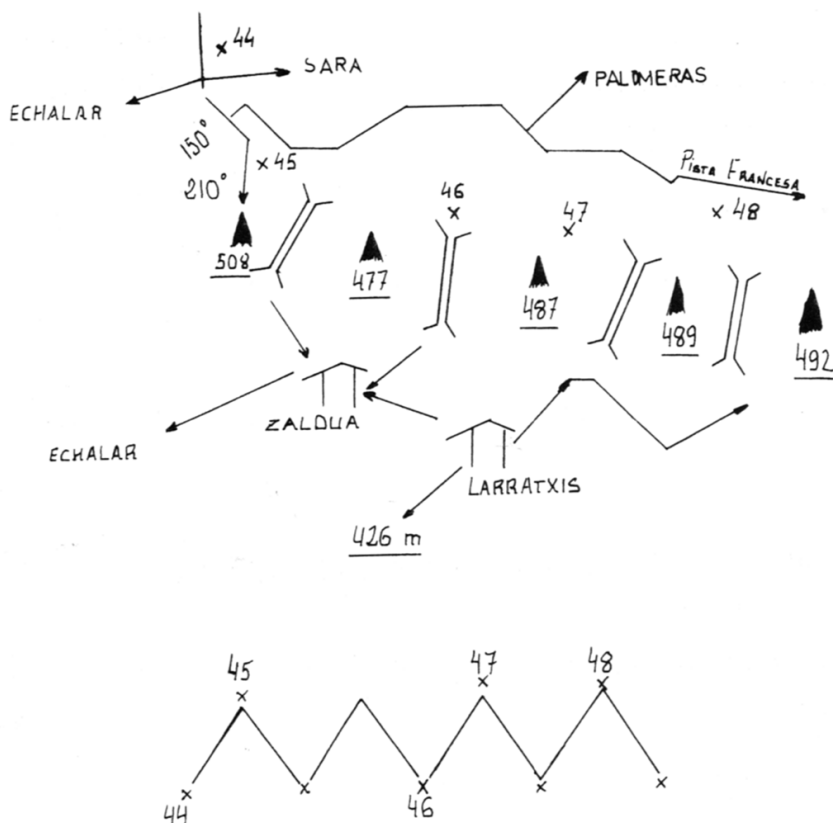 x 44
SARA
PALOMERAS
ECHALAR
150°
x 45
210°
PISTA FRANCESA
46
x
47
x
x 48
508
477
487
489
492
ZALDUA
ECHALAR
LARRATXIS
426 m
45
x
47
x
48
x
x
44
x
x
46
x
x